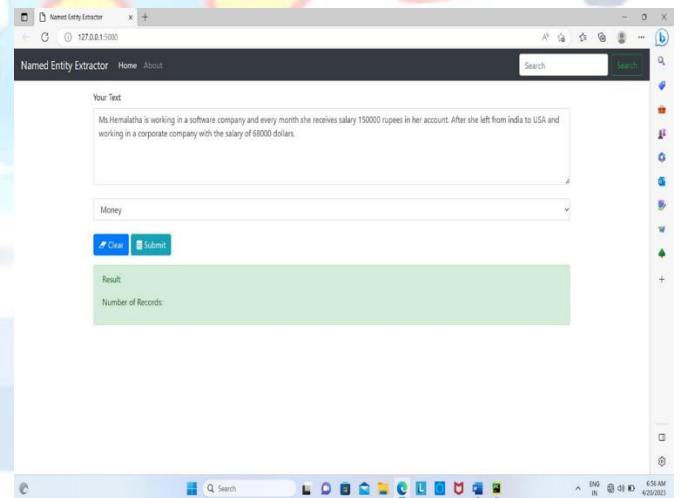 Named Entity Extractor
127.0.0.1:5000
Named Entity Extractor Home About
Search Search
Your Text
Ms.Hemalatha is working in a software company and every month she receives salary 150000 rupees in her account. After she left from india to USA and
working in a corporate company with the salary of 68000 dollars.
Money
Clear Submit
Result
Number of Records:
Search
ENG
IN
6:56 AM
4/20/2023